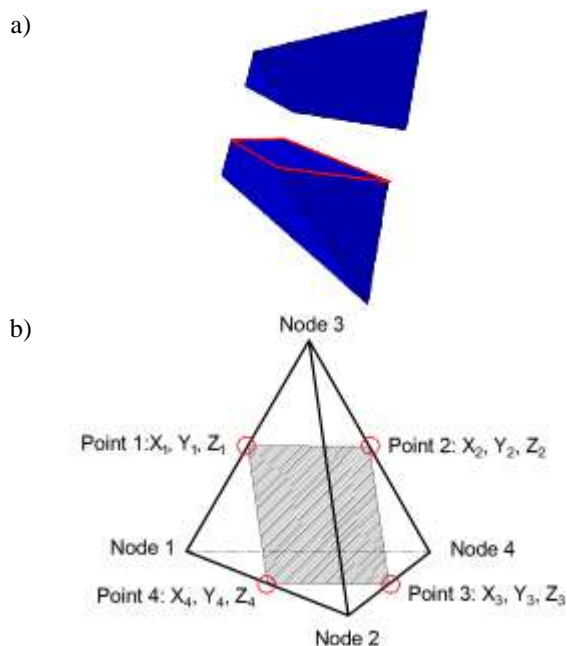 a)
b)
Node 3
Point 1:X₁, Y₁, Z₁
Point 2: X₂, Y₂, Z₂
Node 1
Node 4
Point 4: X₄, Y₄, Z₄
Point 3: X₃, Y₃, Z₃
Node 2